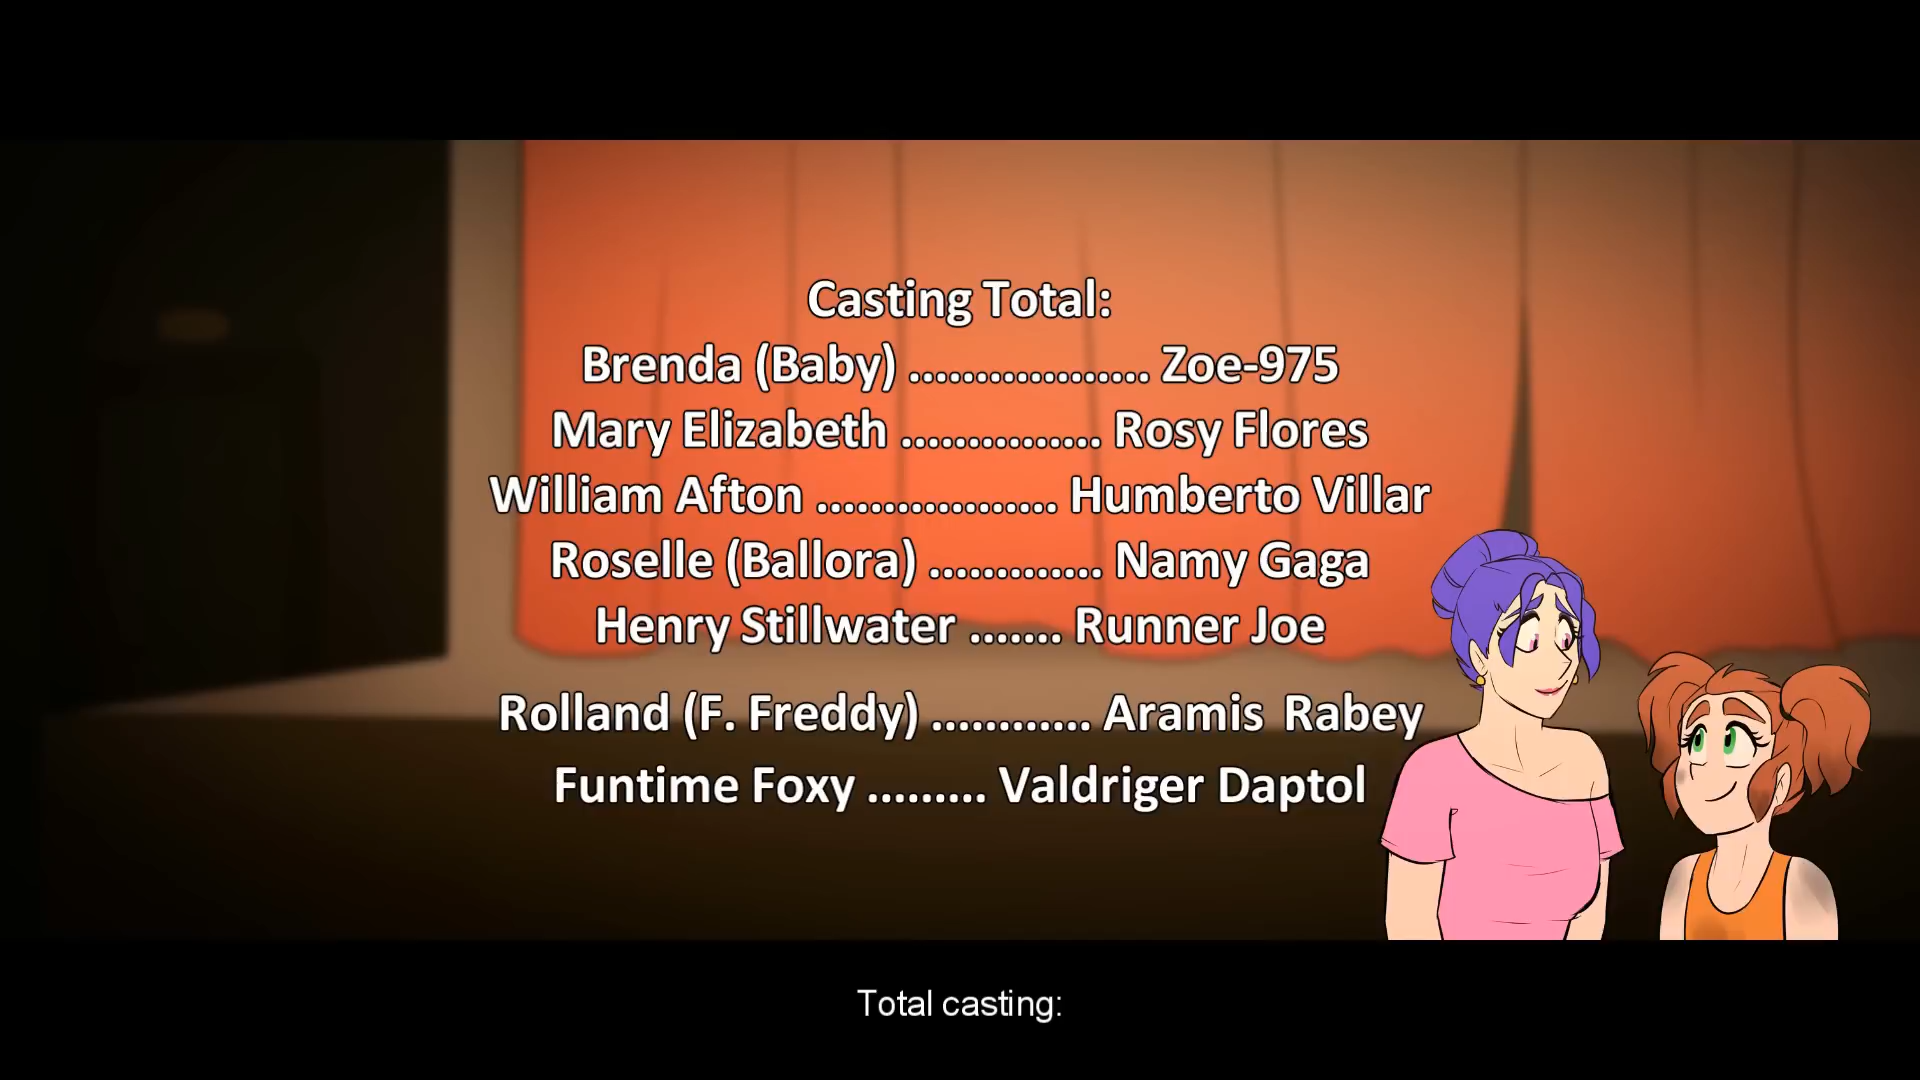 Casting Total:
Brenda (Baby) .................. Zoe-975
Mary Elizabeth ............... Rosy Flores
William Afton .................. Humberto Villar
Roselle (Ballora) ............. Namy Gaga
Henry Stillwater ....... Runner Joe
Rolland (F. Freddy) ............ Aramis Rabey
Funtime Foxy ......... Valdriger Daptol
Total casting: